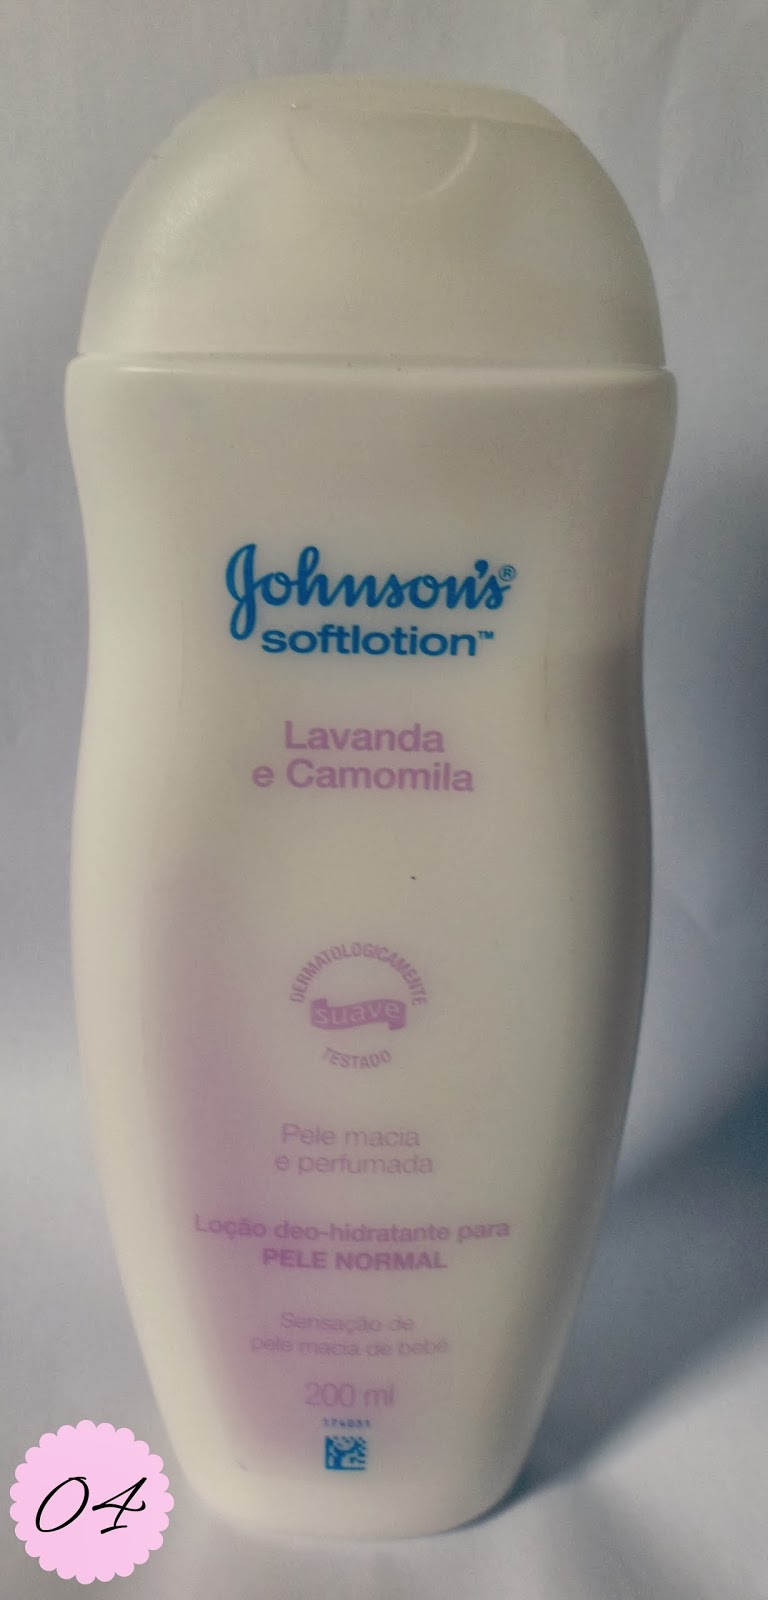 Johnson's®
softlotion™
Lavanda
e Camomila
DERMATOLOGICAMENTE
suave
TESTADO
Pele macia
e perfumada
Loção deo-hidratante para
PELE NORMAL
Sensação de
pele macia de bebê
200 ml
174031
04